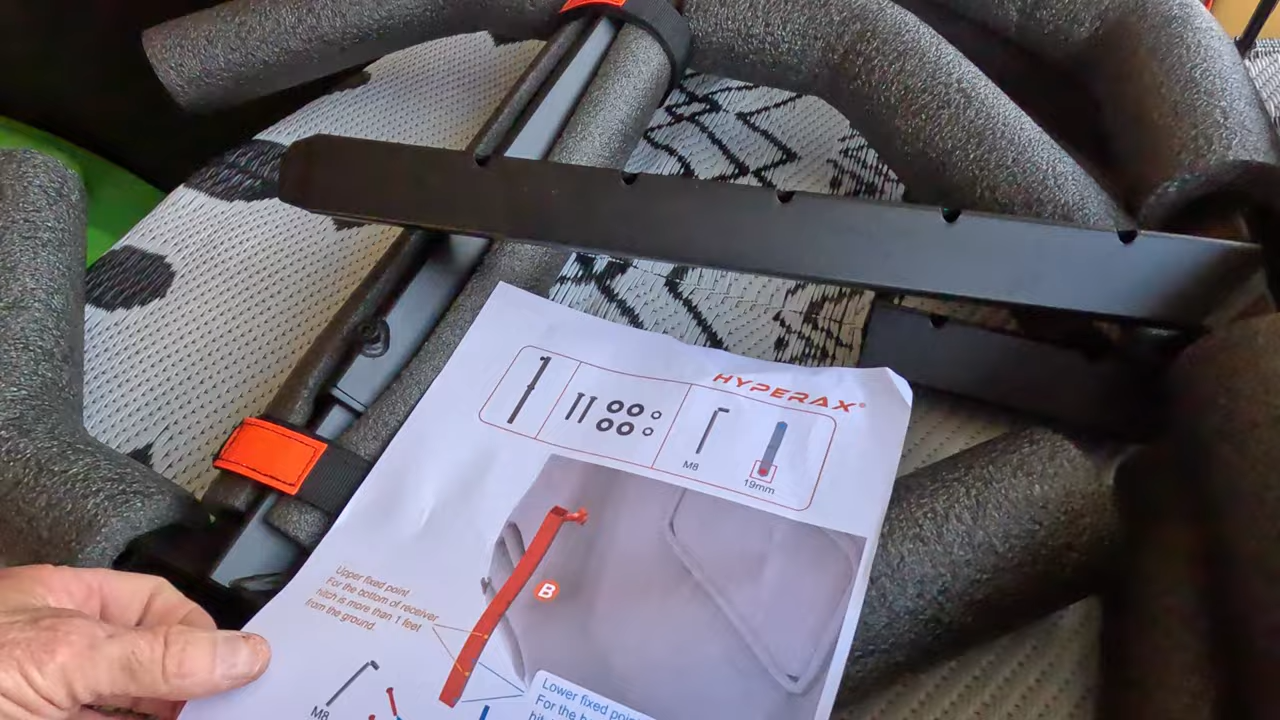 HYPERAX®
M8
19mm
B
Upper fixed point
For the bottom of receiver
hitch is more than 1 feet
from the ground.
M8
Lower fixed point
For the